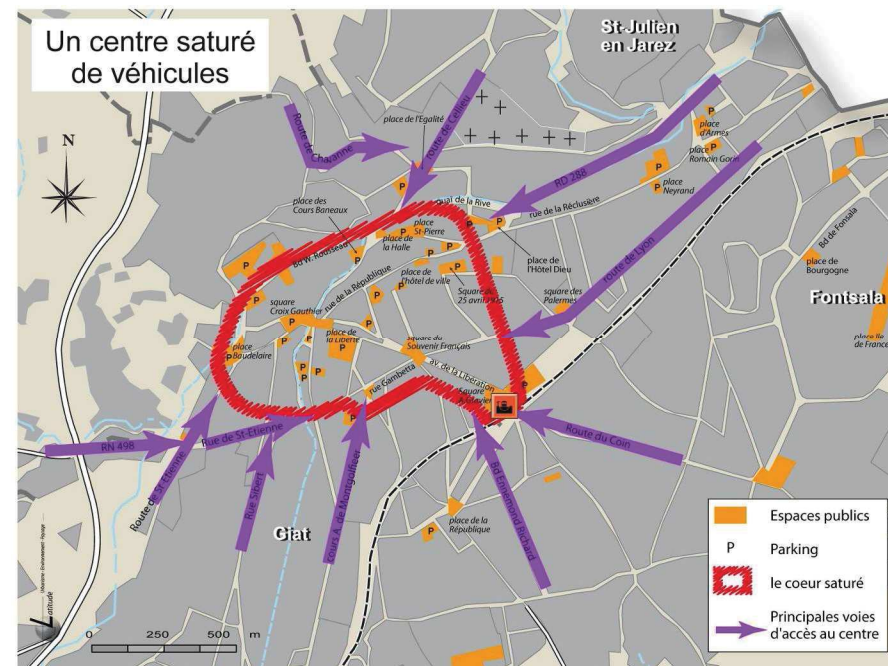 Un centre saturé
de véhicules
St-Julien
en Jarez
N
place de l'Egalité
route de Cellieu
Route de Chavanne
place
d'Armes
place
Romain Gorin
RD 288
place
Neyrand
quai de la Rive
rue de la Réclusière
place des
Cours Baneaux
place
St-Pierre
place de
la Halle
Bd W. Rousseau
place de
l'Hôtel Dieu
route de Lyon
Bd de Fonsala
place de
Bourgogne
Fontsala
rue de la République
place de
l'hôtel de ville
Square du
25 avril 1976
square des
Palermes
square
Croix Gauthier
place de
la Liberté
square du
Souvenir Français
place Ile
de France
place
Baudelaire
rue Gambetta
av. de la Libération
Square
RN 498
Rue de St-Etienne
Route de St Etienne
Rue Sibert
cours A. de Montgolfier
Route du Coin
Bd Ennemond Richard
Giat
place de la
République
P
Espaces publics
P
Parking
le coeur saturé
Principales voies
d'accès au centre
Latitude
Urbanisme - Environnement - Paysage
0 250 500 m